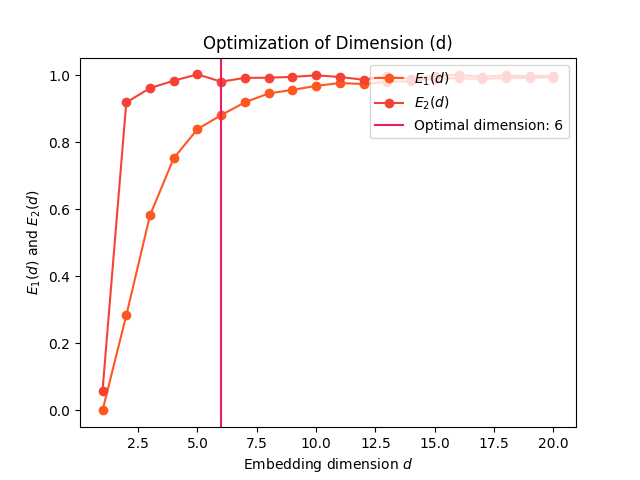 Optimization of Dimension (d)
E₁(d)
E₂(d)
Optimal dimension: 6
E₁(d) and E₂(d)
1.0
0.8
0.6
0.4
0.2
0.0
2.5 5.0 7.5 10.0 12.5 15.0 17.5 20.0
Embedding dimension d